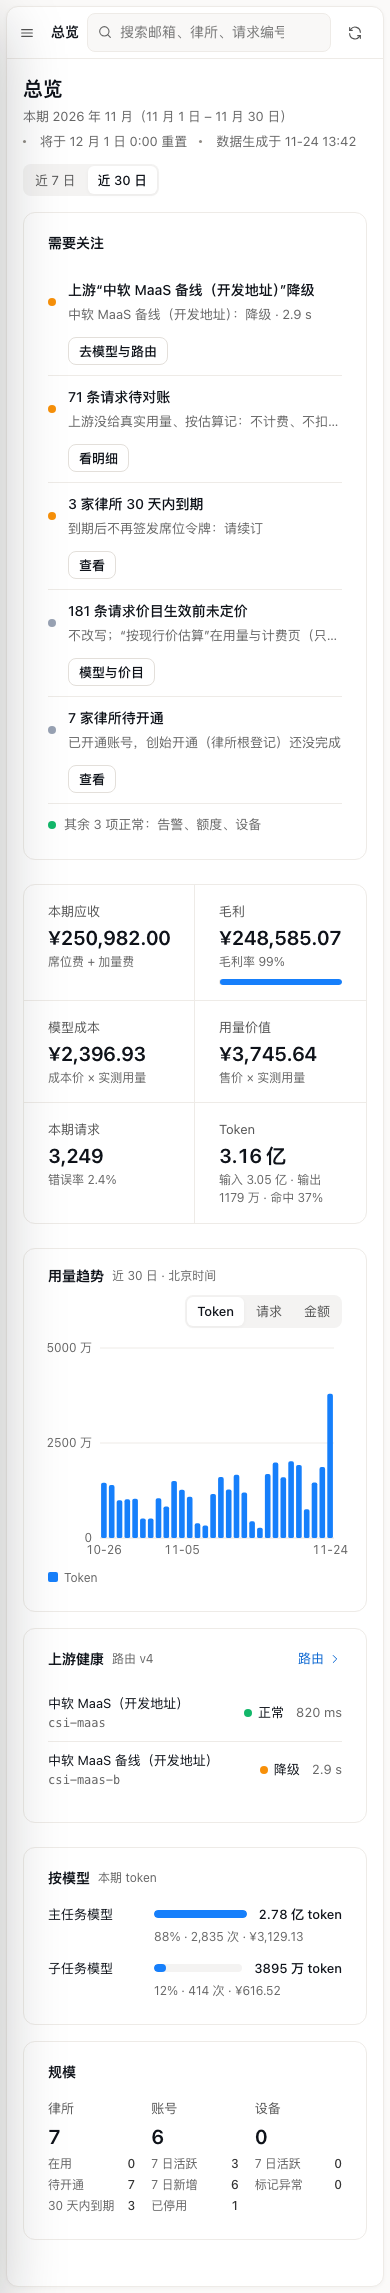 总览
搜索邮箱、律所、请求编号
总览
本期 2026 年 11 月（11 月 1 日 – 11 月 30 日）
• 将于 12 月 1 日 0:00 重置 • 数据生成于 11-24 13:42
近 7 日 近 30 日
需要关注
上游“中软 MaaS 备线（开发地址）”降级
中软 MaaS 备线（开发地址）：降级 · 2.9 s
去模型与路由
71 条请求待对账
上游没给真实用量、按估算记：不计费、不扣...
看明细
3 家律所 30 天内到期
到期后不再签发席位令牌：请续订
查看
181 条请求价目生效前未定价
不改写；“按现行价估算”在用量与计费页（只...
模型与价目
7 家律所待开通
已开通账号，创始开通（律所根登记）还没完成
查看
其余 3 项正常：告警、额度、设备
本期应收
¥250,982.00
席位费 + 加量费
毛利
¥248,585.07
毛利率 99%
模型成本
¥2,396.93
成本价 × 实测用量
用量价值
¥3,745.64
售价 × 实测用量
本期请求
3,249
错误率 2.4%
Token
3.16 亿
输入 3.05 亿 · 输出
1179 万 · 命中 37%
用量趋势 近 30 日 · 北京时间
Token 请求 金额
5000 万
2500 万
0
10-26 11-05 11-24
Token
上游健康 路由 v4 路由
中软 MaaS（开发地址） 正常 820 ms
csi-maas
中软 MaaS 备线（开发地址） 降级 2.9 s
csi-maas-b
按模型 本期 token
主任务模型 2.78 亿 token
88% · 2,835 次 · ¥3,129.13
子任务模型 3895 万 token
12% · 414 次 · ¥616.52
规模
律所 账号 设备
7 6 0
在用 0 7 日活跃 3 7 日活跃 0
待开通 7 7 日新增 6 标记异常 0
30 天内到期 3 已停用 1